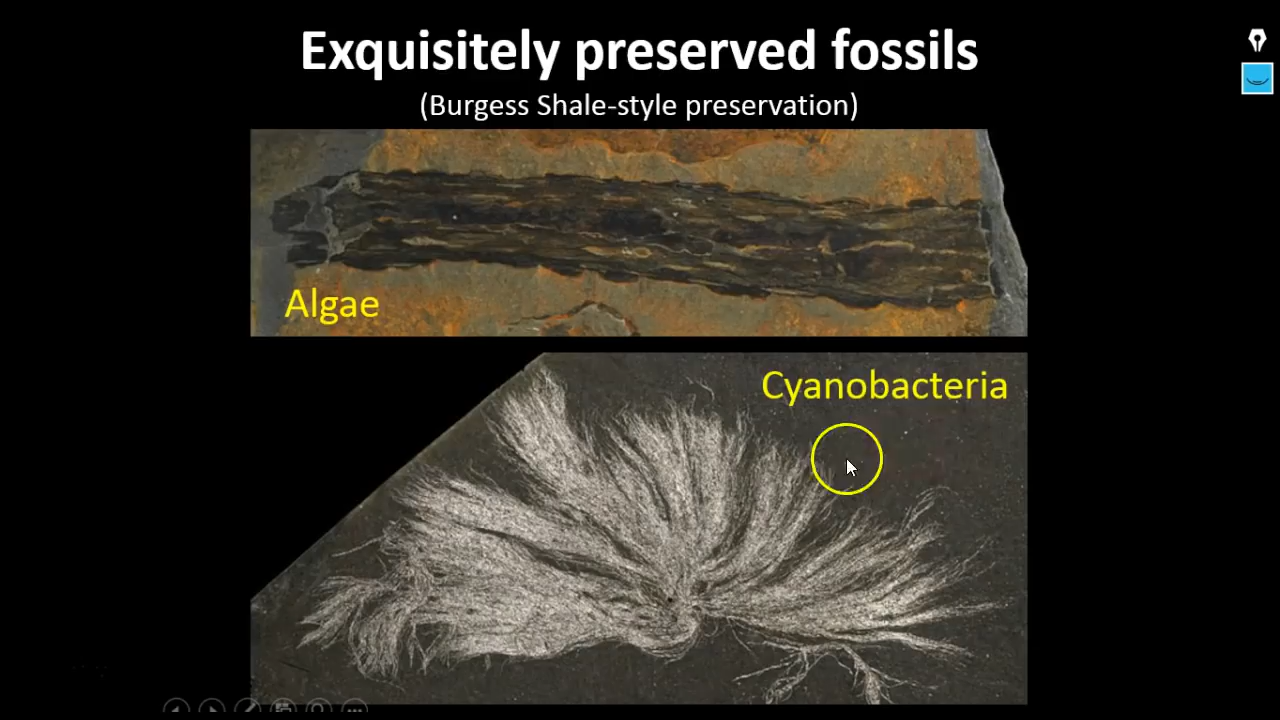 Exquisitely preserved fossils
(Burgess Shale-style preservation)
Algae
Cyanobacteria